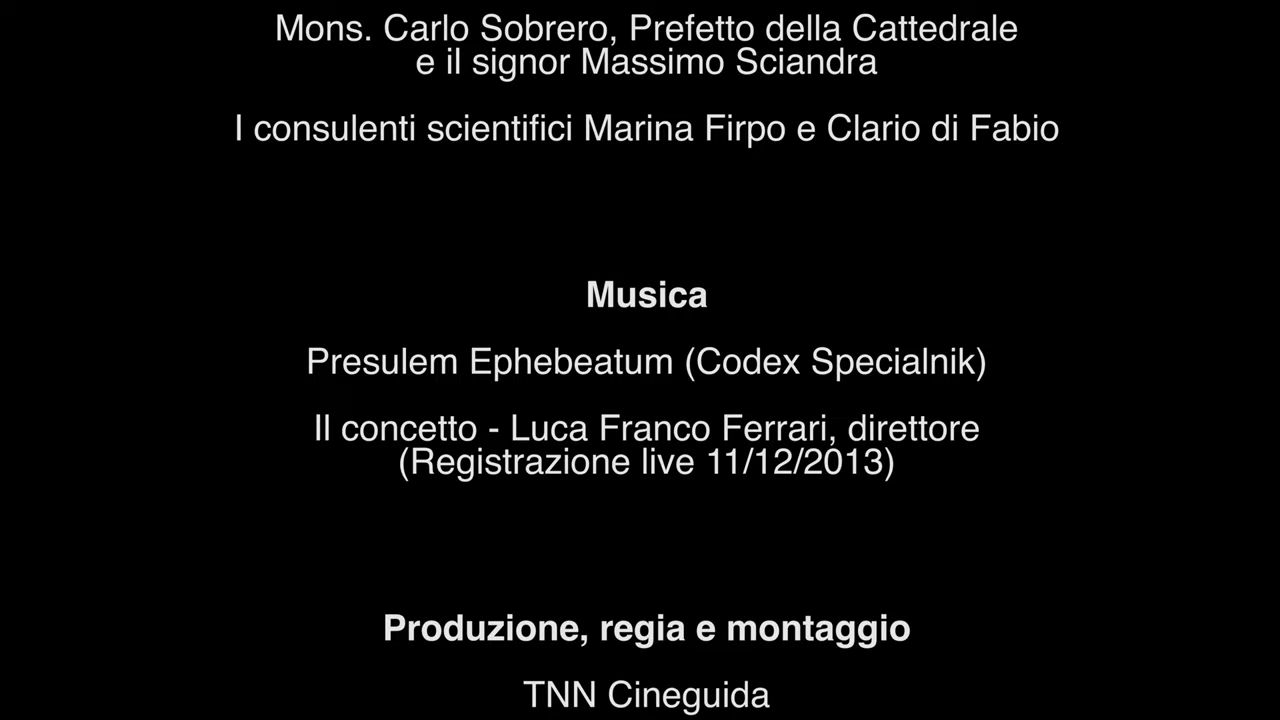 Mons. Carlo Sobrero, Prefetto della Cattedrale
e il signor Massimo Sciandra
I consulenti scientifici Marina Firpo e Clario di Fabio
Musica
Presulem Ephebeatum (Codex Specialnik)
Il concetto - Luca Franco Ferrari, direttore
(Registrazione live 11/12/2013)
Produzione, regia e montaggio
TNN Cineguida